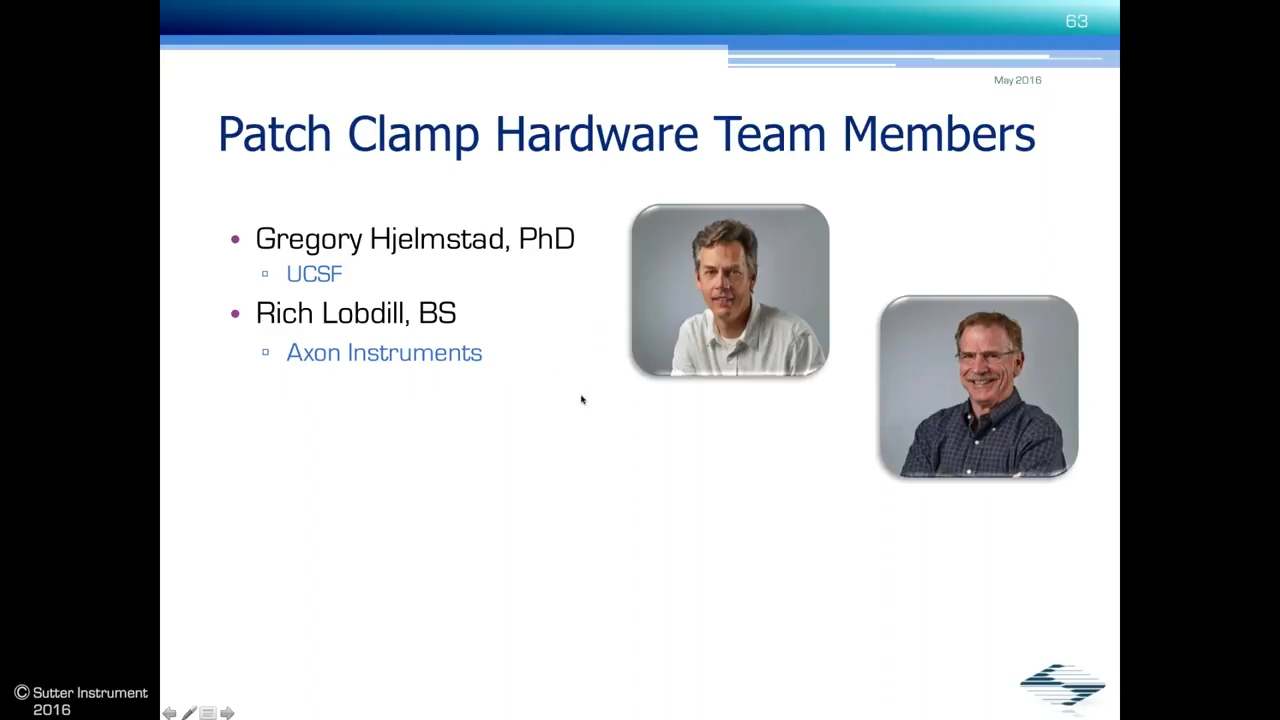 63
May 2016
Patch Clamp Hardware Team Members
• Gregory Hjelmstad, PhD
▫ UCSF
• Rich Lobdill, BS
▫ Axon Instruments
© Sutter Instrument
2016